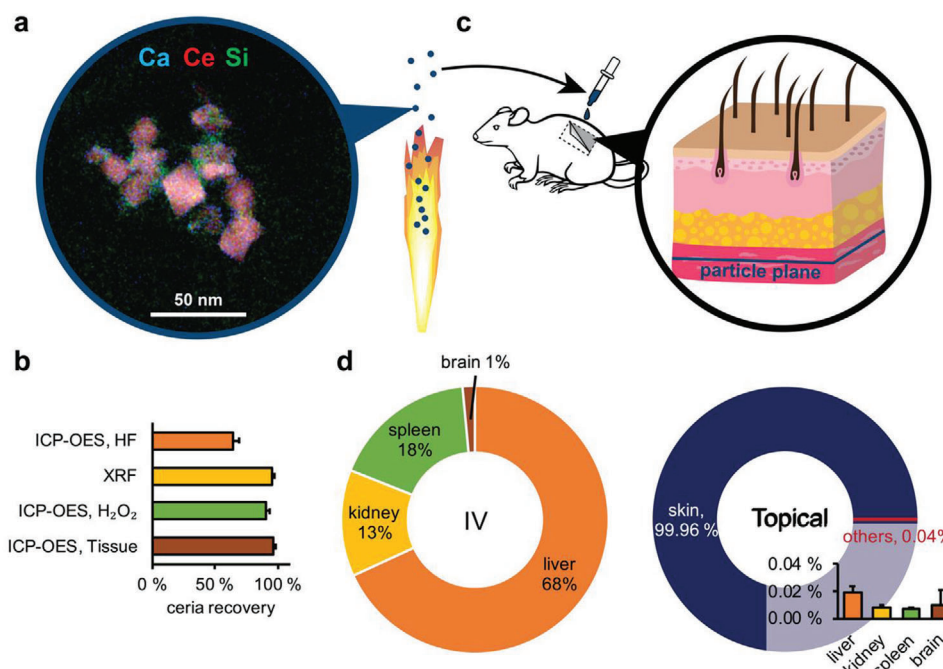 a
Ca Ce Si
50 nm
c
particle plane
b
ICP-OES, HF
XRF
ICP-OES, H₂O₂
ICP-OES, Tissue
0 % 50 % 100 %
ceria recovery
d
brain 1%
spleen
18%
kidney
13%
IV
liver
68%
skin,
99.96 %
Topical
others, 0.04%
0.04 %
0.02 %
0.00 %
liver
kidney
spleen
brain